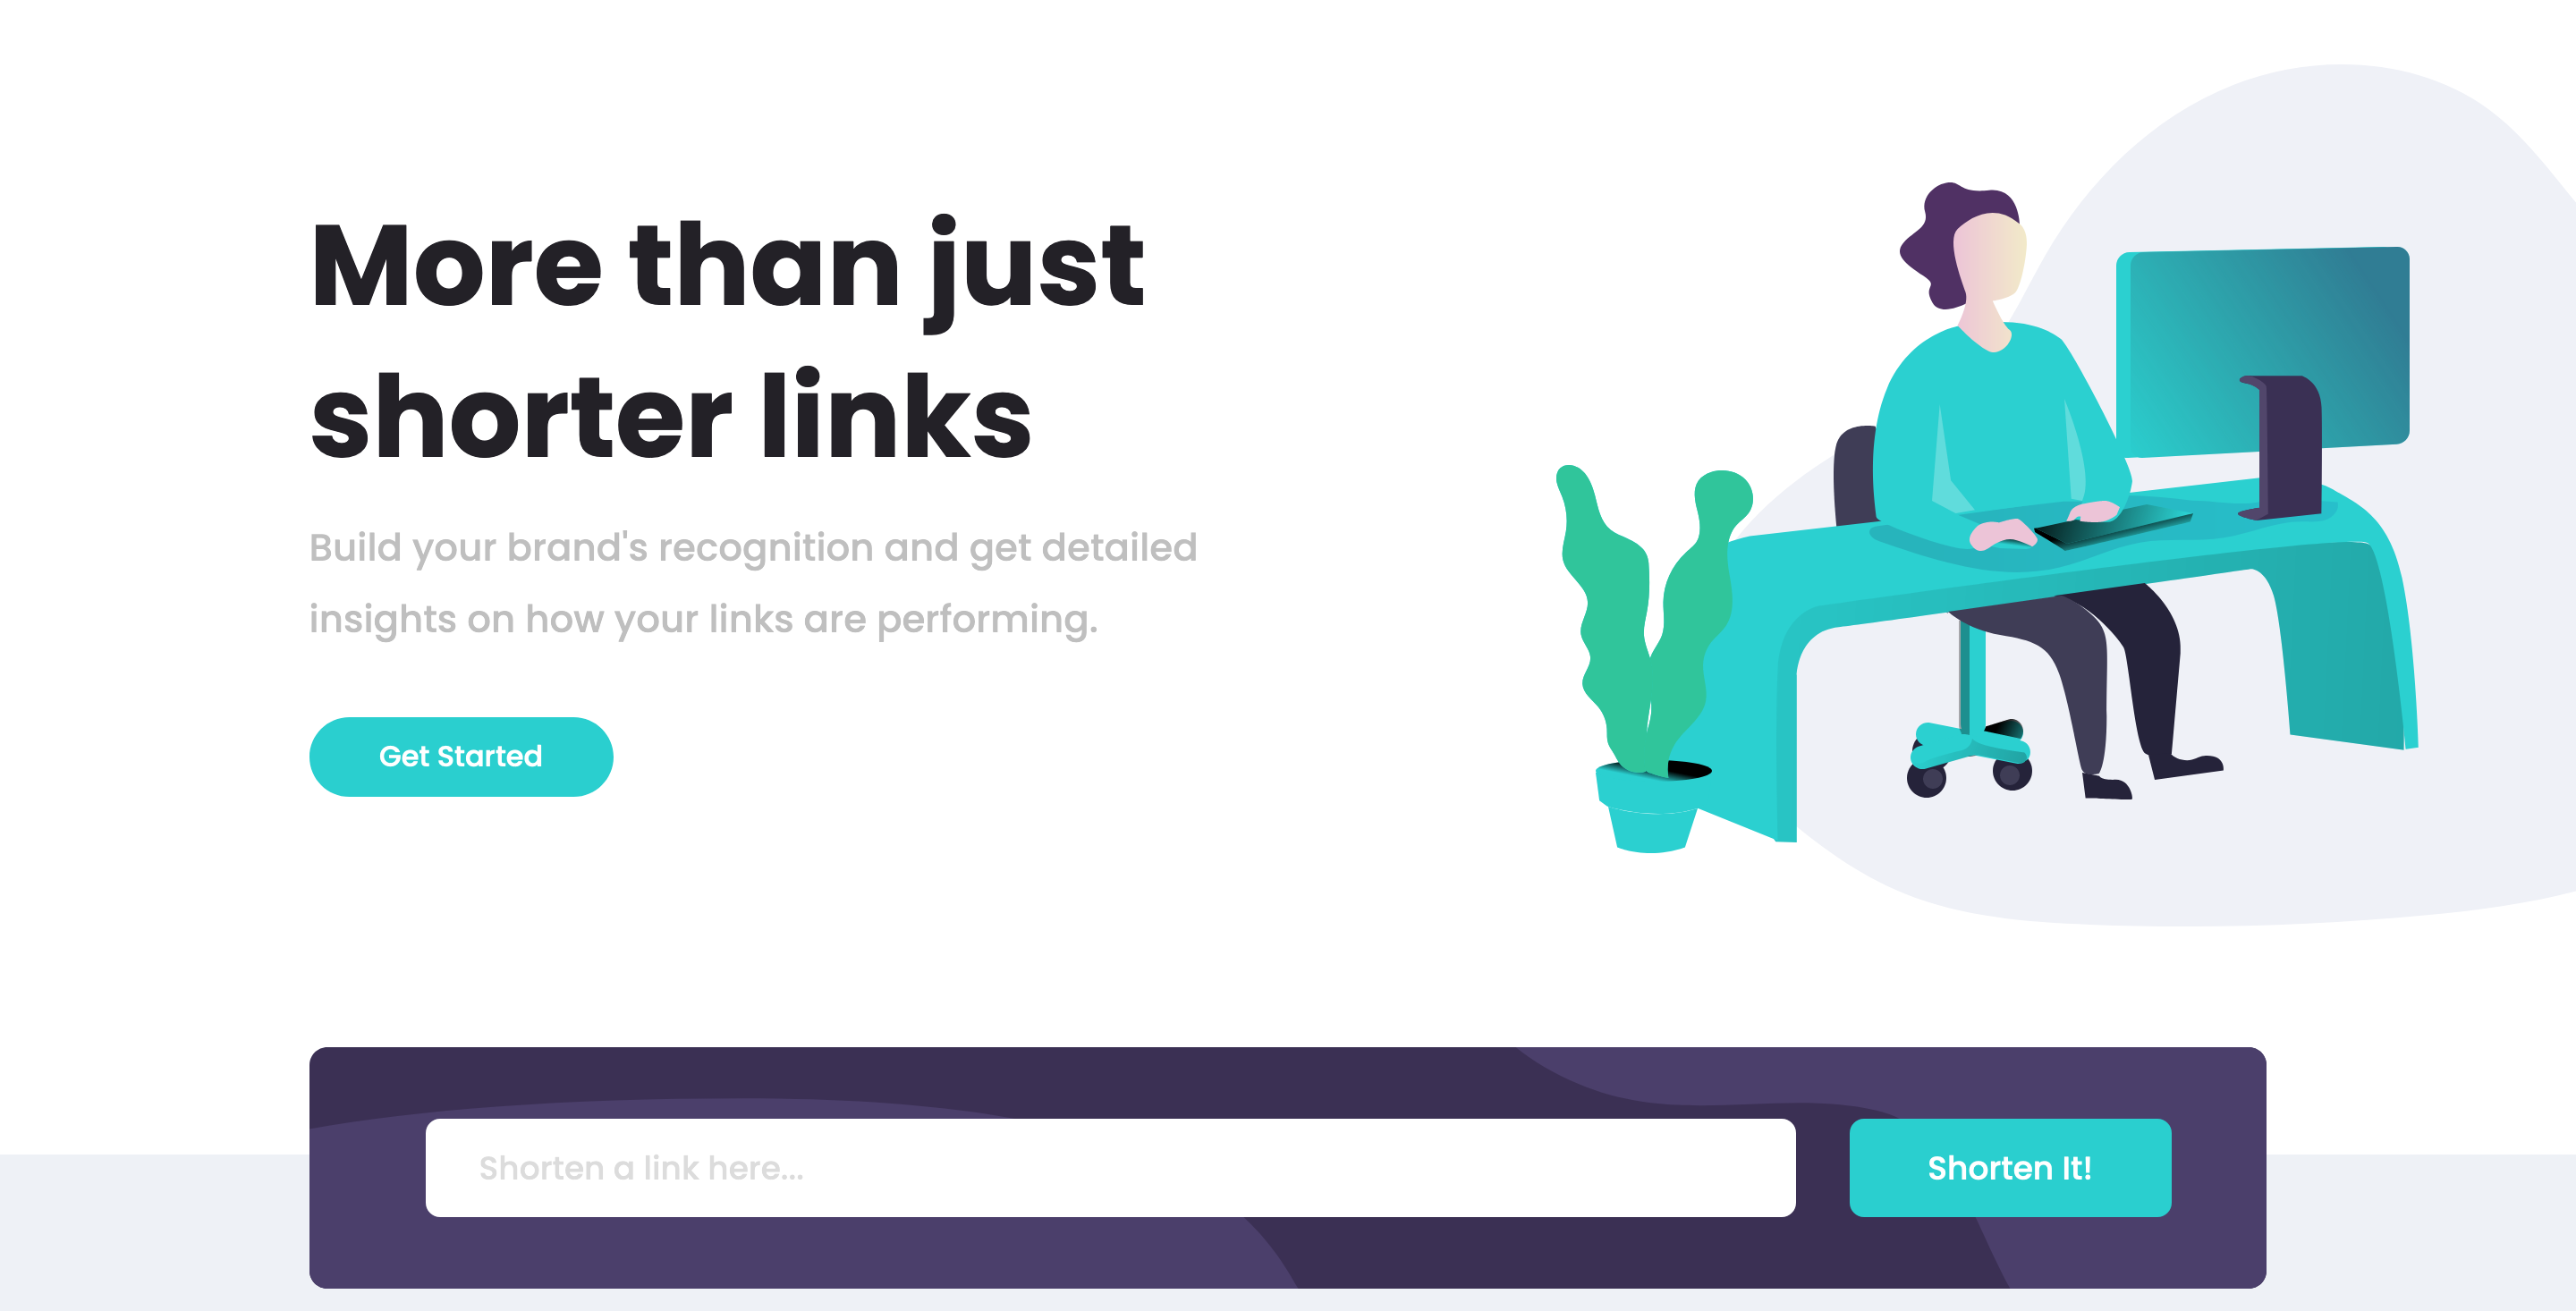 More than just
shorter links
Build your brand's recognition and get detailed
insights on how your links are performing.
Get Started
Shorten a link here...
Shorten It!